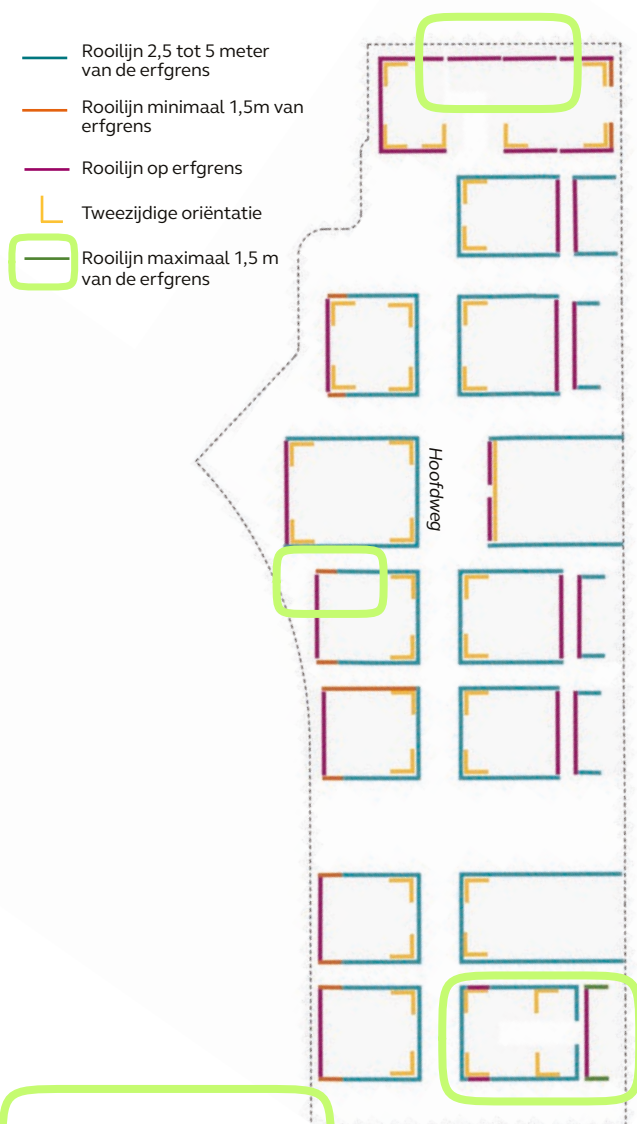 Rooilijn 2,5 tot 5 meter
van de erfgrens
Rooilijn minimaal 1,5m van
erfgrens
Rooilijn op erfgrens
Tweezijdige oriëntatie
Rooilijn maximaal 1,5 m
van de erfgrens
Hoofdweg